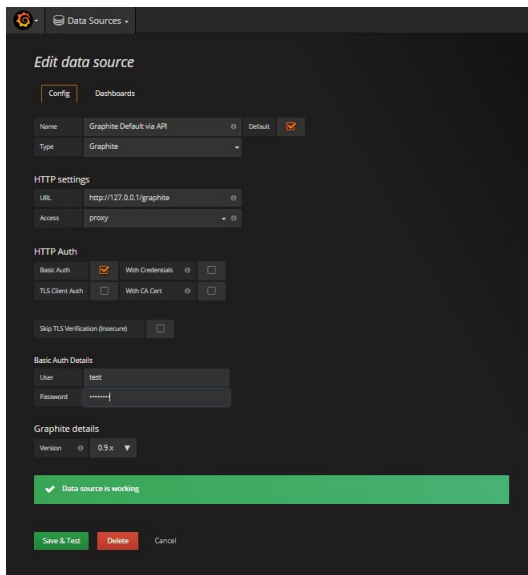 Data Sources
Edit data source
Config Dashboards
Name Graphite Default via API Default
Type Graphite
HTTP settings
URL http://127.0.0.1/graphite
Access proxy
HTTP Auth
Basic Auth With Credentials
TLS Client Auth With CA Cert
Skip TLS Verification (Insecure)
Basic Auth Details
User test
Password ········
Graphite details
Version 0.9.x
Data source is working
Save & Test Delete Cancel